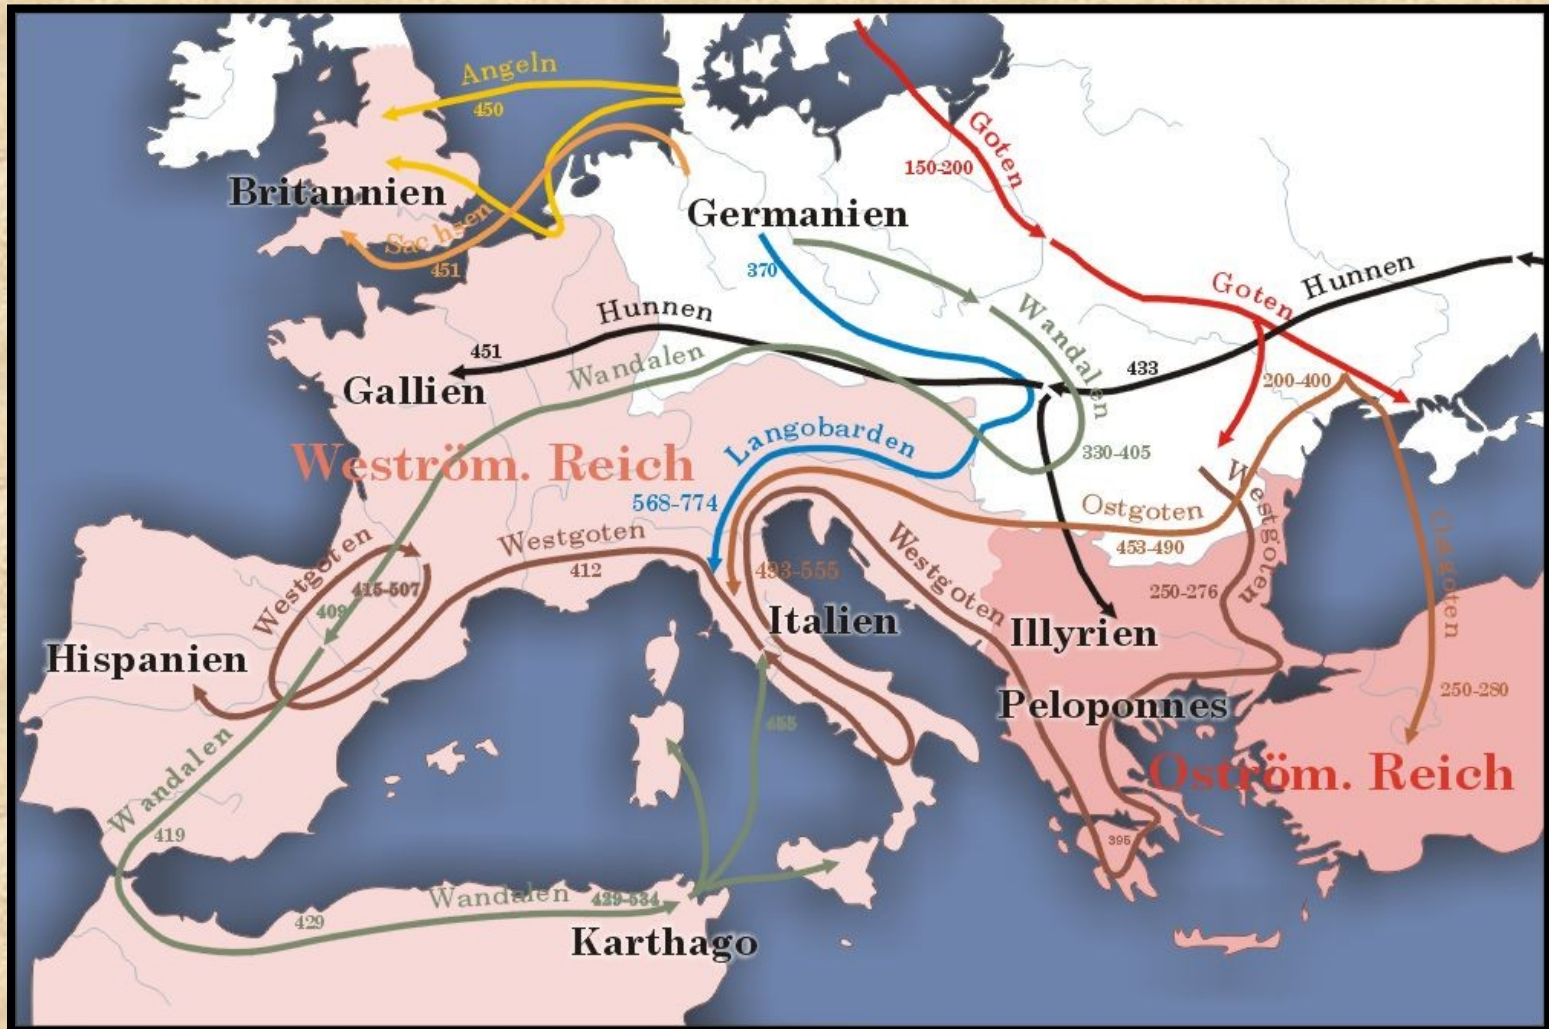 Angeln
450
Goten
150-200
Britannien
Germanien
Sachsen
451
370
Hunnen
Goten
Hunnen
Wandalen
451
Wandalen
433
Gallien
200-400
Langobarden
330-405
Weström. Reich
568-774
Ostgoten
453-490
Westgoten
Ostgoten
Westgoten
Westgoten
412
493-555
Westgoten
415-507
409
250-276
Italien
Illyrien
Hispanien
250-280
Peloponnes
455
Oström. Reich
Wandalen
419
395
Wandalen
429-534
429
Karthago